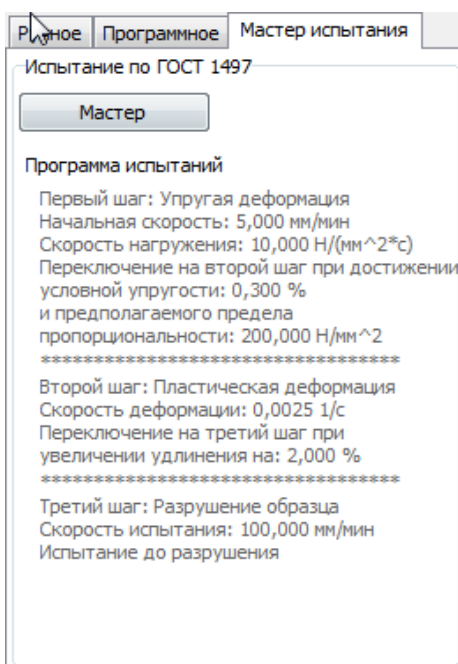 Программное
Мастер испытания
Испытание по ГОСТ 1497
Мастер
Программа испытаний
Первый шаг: Упругая деформация
Начальная скорость: 5,000 мм/мин
Скорость нагружения: 10,000 Н/(мм^2*с)
Переключение на второй шаг при достижении
условной упругости: 0,300 %
и предполагаемого предела
пропорциональности: 200,000 Н/мм^2
**********************************
Второй шаг: Пластическая деформация
Скорость деформации: 0,0025 1/с
Переключение на третий шаг при
увеличении удлинения на: 2,000 %
**********************************
Третий шаг: Разрушение образца
Скорость испытания: 100,000 мм/мин
Испытание до разрушения